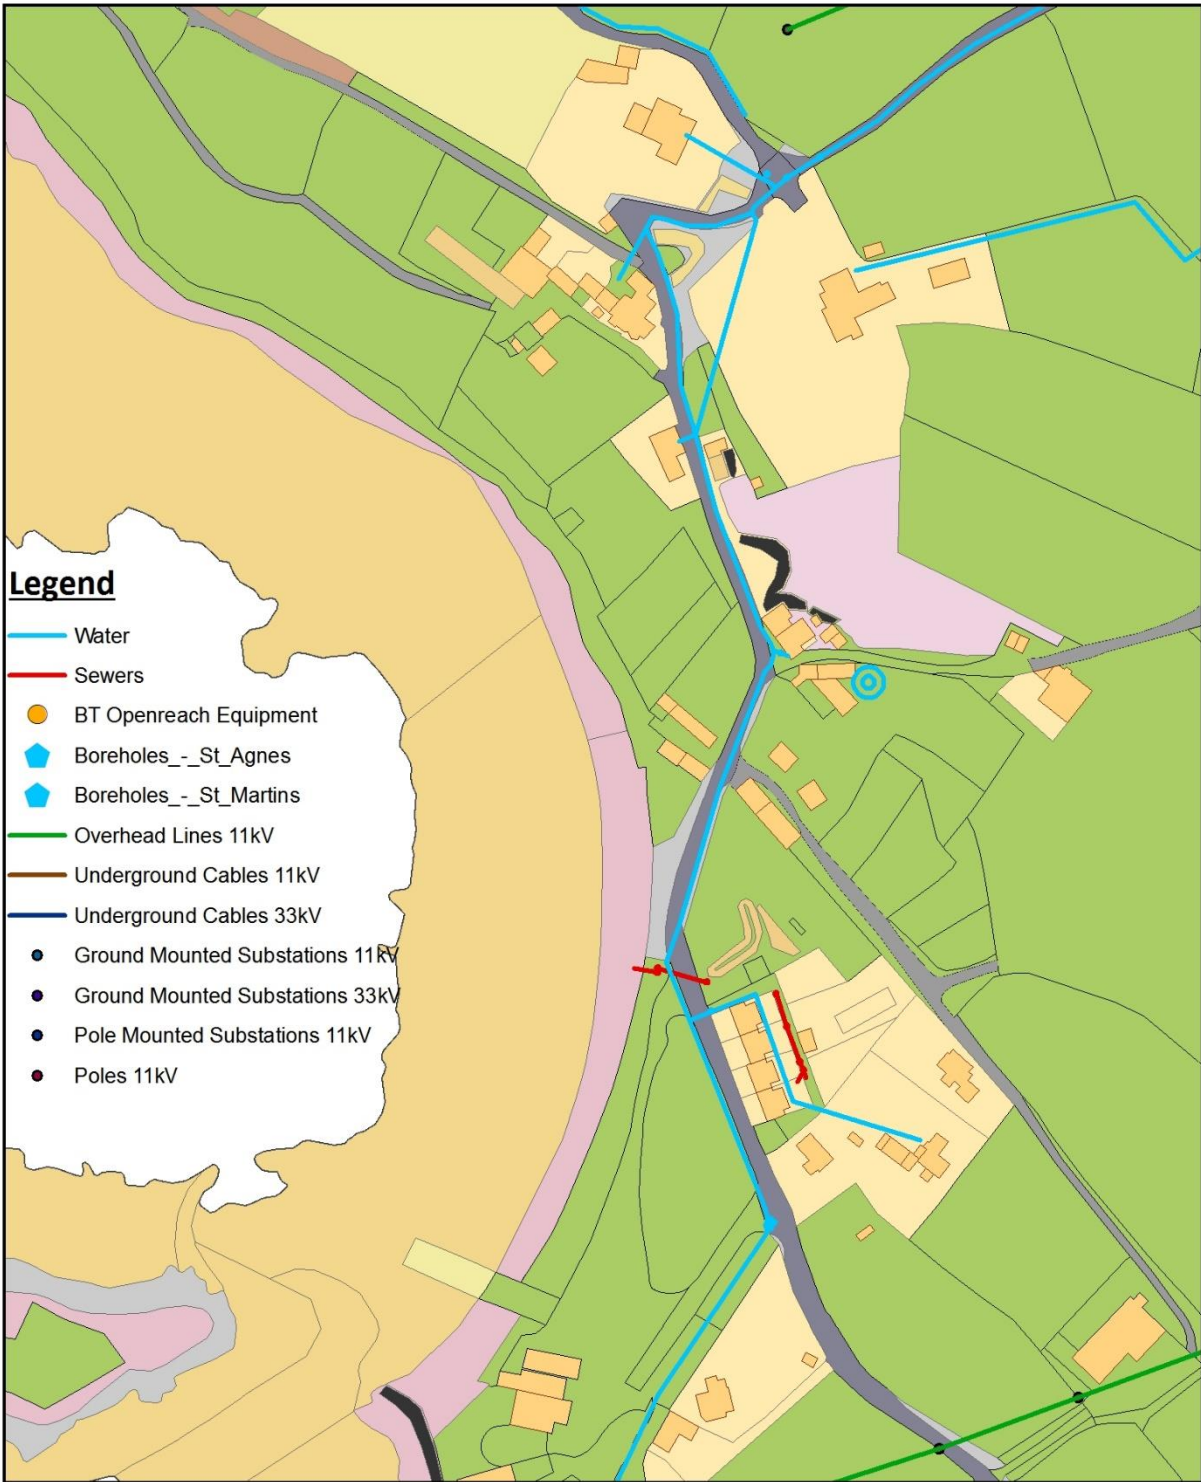 Legend
Water
Sewers
BT Openreach Equipment
Boreholes_-_St_Agnes
Boreholes_-_St_Martins
Overhead Lines 11kV
Underground Cables 11kV
Underground Cables 33kV
Ground Mounted Substations 11kV
Ground Mounted Substations 33kV
Pole Mounted Substations 11kV
Poles 11kV